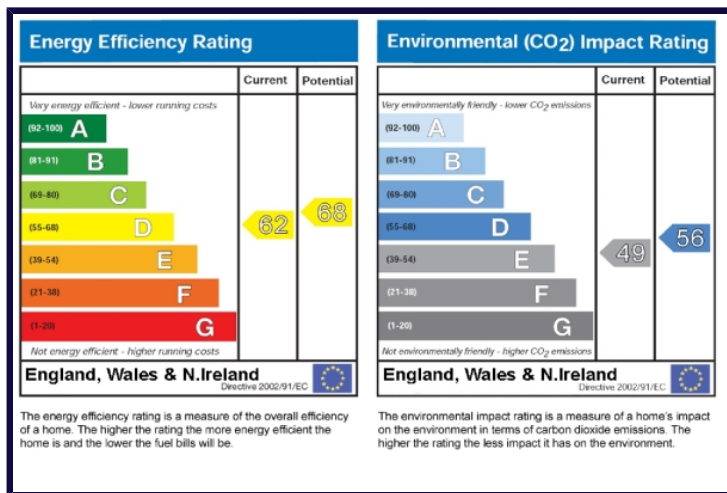 Energy Efficiency Rating
Current Potential
Very energy efficient - lower running costs
(92-100) A
(81-91) B
(69-80) C
(55-68) D
(39-54) E
(21-38) F
(1-20) G
62
68
Not energy efficient - higher running costs
England, Wales & N.Ireland
Directive 2002/91/EC
The energy efficiency rating is a measure of the overall efficiency
of a home. The higher the rating the more energy efficient the
home is and the lower the fuel bills will be.
Environmental (CO2) Impact Rating
Current Potential
Very environmentally friendly - lower CO2 emissions
(92-100) A
(81-91) B
(69-80) C
(55-68) D
(39-54) E
(21-38) F
(1-20) G
49
56
Not environmentally friendly - higher CO2 emissions
England, Wales & N.Ireland
Directive 2002/91/EC
The environmental impact rating is a measure of a home's impact
on the environment in terms of carbon dioxide emissions. The
higher the rating the less impact it has on the environment.